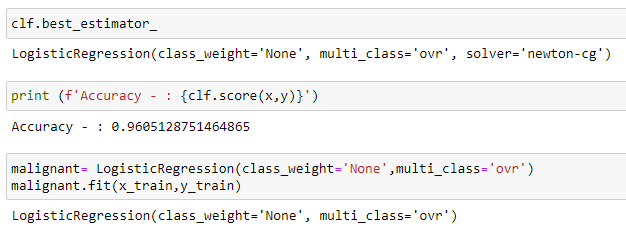 clf.best_estimator_
LogisticRegression(class_weight='None', multi_class='ovr', solver='newton-cg')
print (f'Accuracy - : {clf.score(x,y)}')
Accuracy - : 0.9605128751464865
malignant= LogisticRegression(class_weight='None',multi_class='ovr')
malignant.fit(x_train,y_train)
LogisticRegression(class_weight='None', multi_class='ovr')